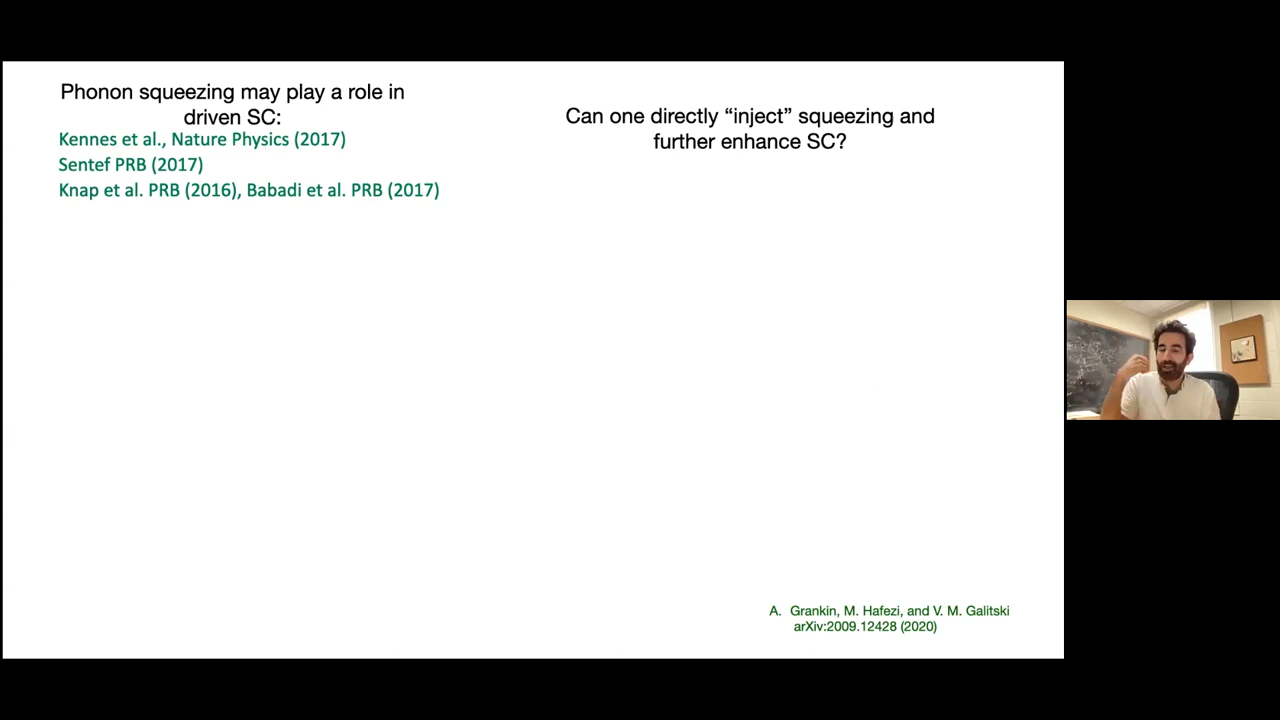 Phonon squeezing may play a role in
driven SC:
Kennes et al., Nature Physics (2017)
Sentef PRB (2017)
Knap et al. PRB (2016), Babadi et al. PRB (2017)
Can one directly “inject” squeezing and
further enhance SC?
A. Grankin, M. Hafezi, and V. M. Galitski
arXiv:2009.12428 (2020)